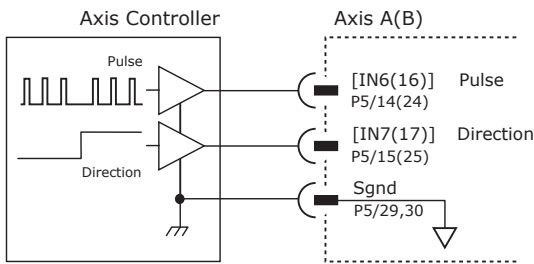 Axis Controller
Axis A(B)
Pulse
[IN6(16)] Pulse
P5/14(24)
[IN7(17)] Direction
P5/15(25)
Direction
Sgnd
P5/29,30